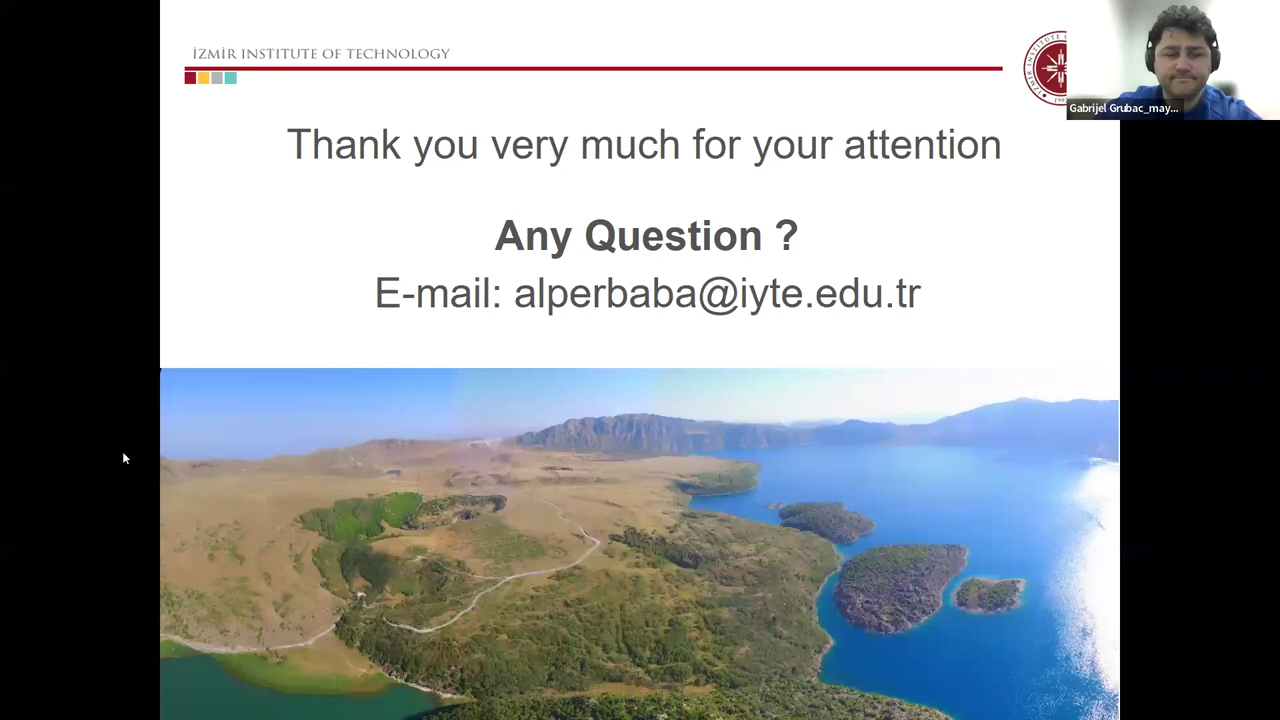 İZMİR INSTITUTE OF TECHNOLOGY
Gabrijel Grubac_may...
Thank you very much for your attention
Any Question ?
E-mail: alperbaba@iyte.edu.tr